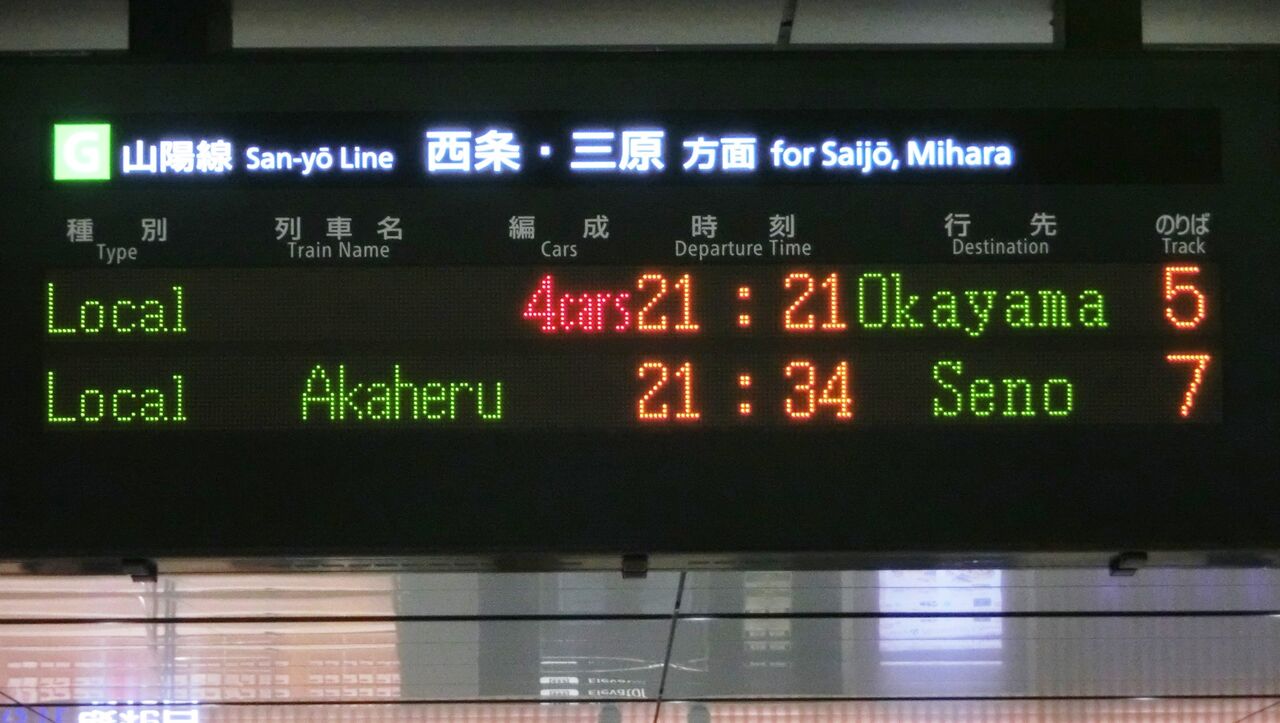 G 山陽線 San-yō Line 西条・三原 方面 for Saijō, Mihara
種別 列車名 編成 時刻 行先 のりば
Type Train Name Cars Departure Time Destination Track
Local 4cars 21:21 Okayama 5
Local Akaheru 21:34 Seno 7
Elevator